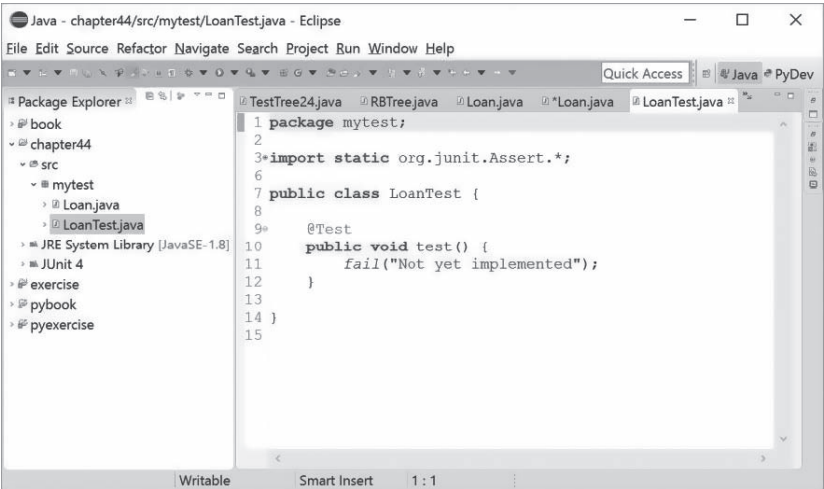 Java - chapter44/src/mytest/LoanTest.java - Eclipse
File Edit Source Refactor Navigate Search Project Run Window Help
Quick Access Java PyDev
Package Explorer
book
chapter44
src
mytest
Loan.java
LoanTest.java
JRE System Library [JavaSE-1.8]
JUnit 4
exercise
pybook
pyexercise
TestTree24.java RBTree.java Loan.java *Loan.java LoanTest.java
1 package mytest;
2
3 import static org.junit.Assert.*;
6
7 public class LoanTest {
8
9 @Test
10 public void test() {
11 fail("Not yet implemented");
12 }
13
14 }
15
Writable Smart Insert 1 : 1